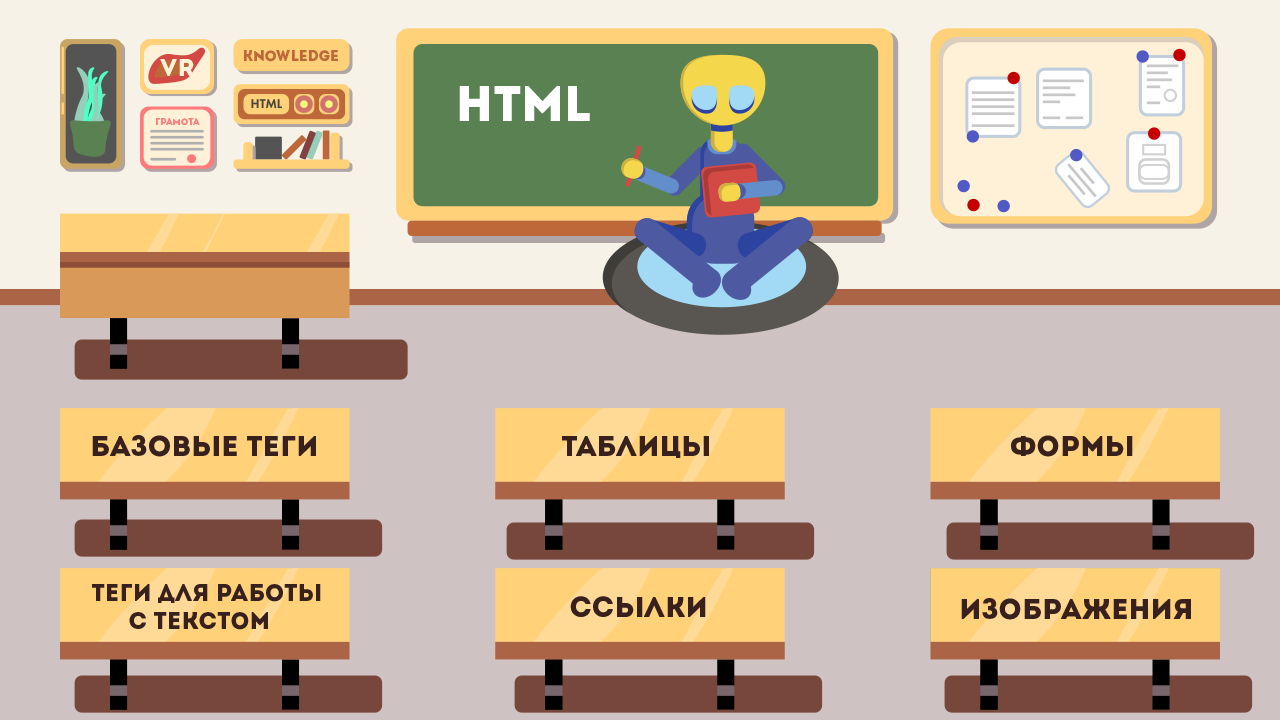 VR
KNOWLEDGE
HTML
ГРАМОТА
HTML
БАЗОВЫЕ ТЕГИ
ТАБЛИЦЫ
ФОРМЫ
ТЕГИ ДЛЯ РАБОТЫ
С ТЕКСТОМ
ССЫЛКИ
ИЗОБРАЖЕНИЯ